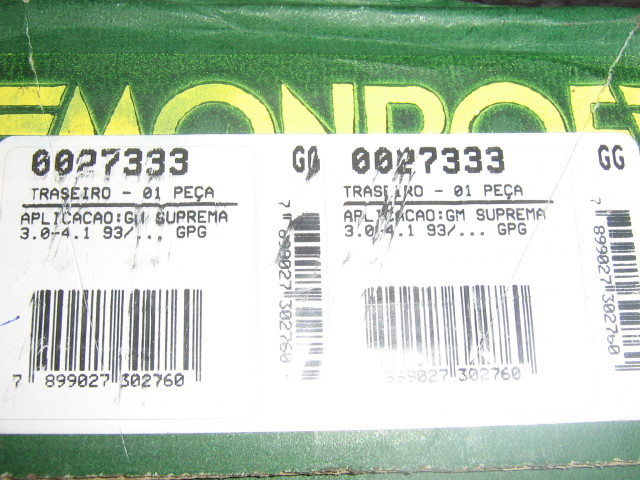 MONROE
0027333 GG
TRASEIRO - 01 PEÇA
APLICACAO:GM SUPREMA
3.0-4.1 93/... GPG
7 899027 302760
7 899027 302760
0027333 GG
TRASEIRO - 01 PEÇA
APLICACAO:GM SUPREMA
3.0-4.1 93/... GPG
899027 302760
7 899027 302760